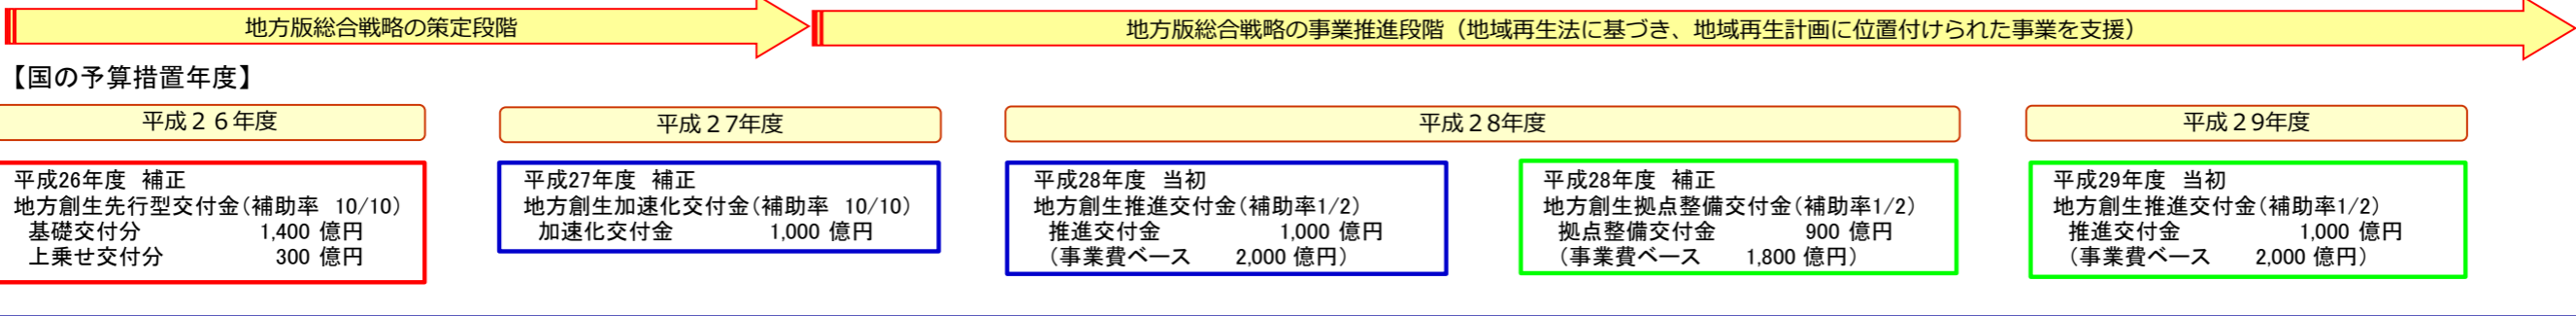 地方版総合戦略の策定段階
地方版総合戦略の事業推進段階（地域再生法に基づき、地域再生計画に位置付けられた事業を支援）
【国の予算措置年度】
平成２６年度
平成２7年度
平成２8年度
平成２9年度
平成26年度　補正
地方創生先行型交付金（補助率　10/10）
基礎交付分　1,400 億円
上乗せ交付分　300 億円
平成27年度　補正
地方創生加速化交付金（補助率　10/10）
加速化交付金　1,000 億円
平成28年度　当初
地方創生推進交付金（補助率1/2）
推進交付金　1,000 億円
（事業費ベース　2,000 億円）
平成28年度　補正
地方創生拠点整備交付金（補助率1/2）
拠点整備交付金　900 億円
（事業費ベース　1,800 億円）
平成29年度　当初
地方創生推進交付金（補助率1/2）
推進交付金　1,000 億円
（事業費ベース　2,000 億円）